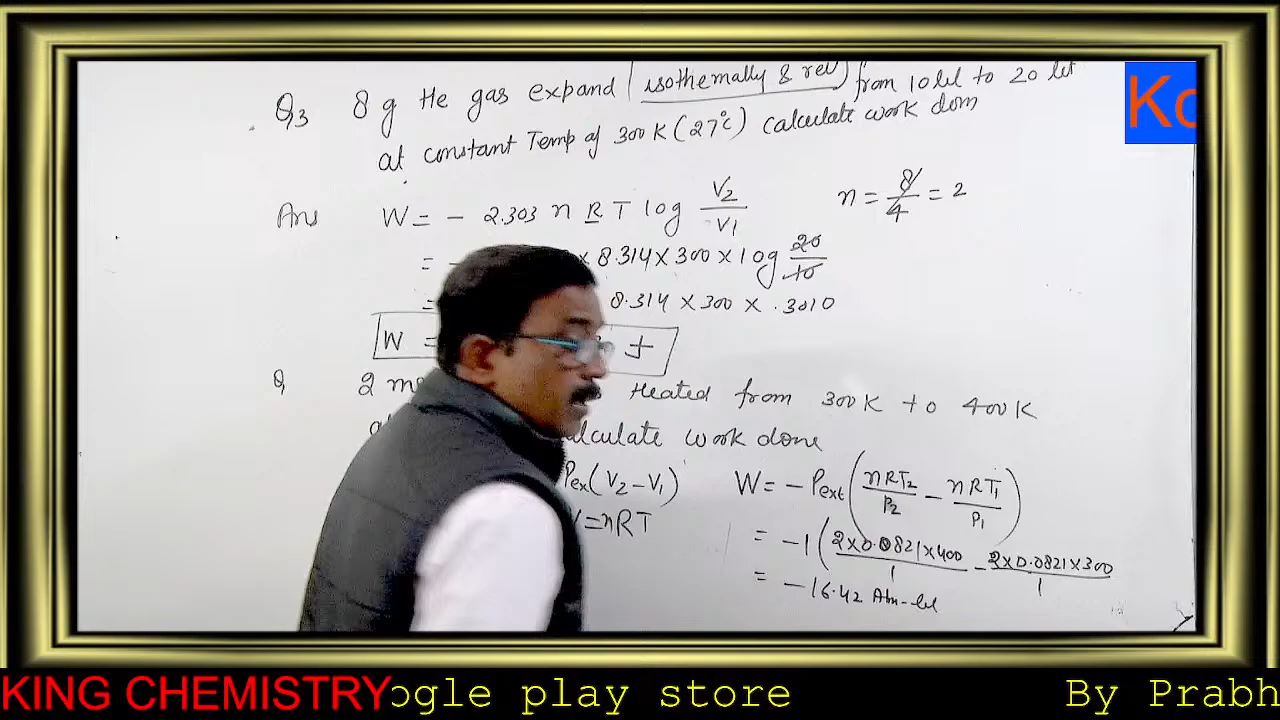 Q3 8 g He gas expand (isothemally & rev) from 10 lit to 20 lit
at constant Temp of 300 K (27°C) calculate work don
Ans W = - 2.303 n R T log V2/V1 n = 8/4 = 2
= - × 8.314 × 300 × log 20/10
= 8.314 × 300 × .3010
W = J
Q 2 mo Heated from 300 K to 400 K
a alculate work done
Pex (V2 - V1) W = - Pext (nRT2/P2 - nRT1/P1)
V = nRT = - 1 (2 × 0.0821 × 400/1 - 2 × 0.0821 × 300/1
= - 16.42 Atm-lit
Ko
KING CHEMISTRY ogle play store By Prabh